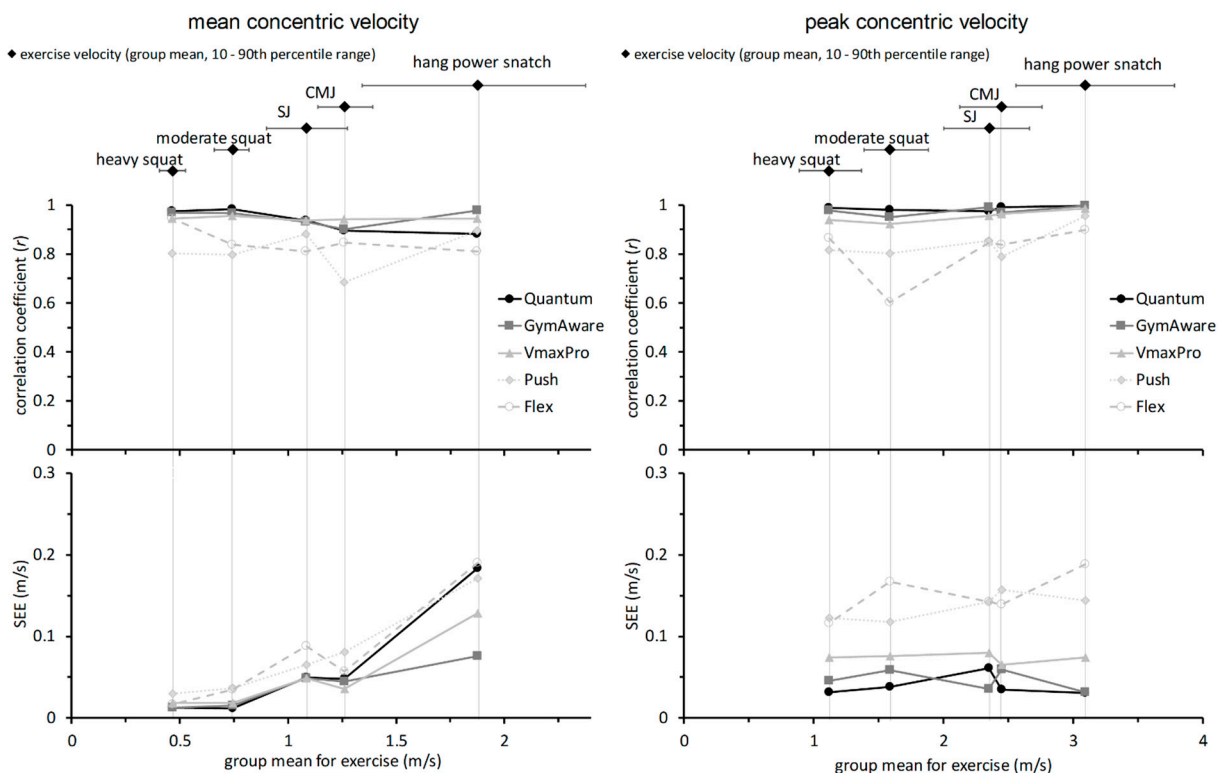 mean concentric velocity
◆ exercise velocity (group mean, 10 - 90th percentile range)
hang power snatch
CMJ
SJ
moderate squat
heavy squat
correlation coefficient (r)
1
0.8
0.6
0.4
0.2
0
Quantum
GymAware
VmaxPro
Push
Flex
SEE (m/s)
0.3
0.2
0.1
0
0
0.5
1
1.5
2
group mean for exercise (m/s)
peak concentric velocity
◆ exercise velocity (group mean, 10 - 90th percentile range)
hang power snatch
CMJ
SJ
moderate squat
heavy squat
correlation coefficient (r)
1
0.8
0.6
0.4
0.2
0
Quantum
GymAware
VmaxPro
Push
Flex
SEE (m/s)
0.3
0.2
0.1
0
0
1
2
3
4
group mean for exercise (m/s)